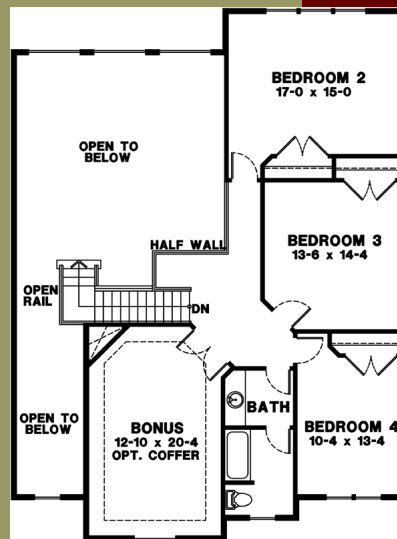 BEDROOM 2
17-0 x 15-0
OPEN TO
BELOW
HALF WALL
BEDROOM 3
13-6 x 14-4
OPEN
RAIL
DN
BATH
OPEN TO
BELOW
BONUS
12-10 x 20-4
OPT. COFFER
BEDROOM 4
10-4 x 13-4